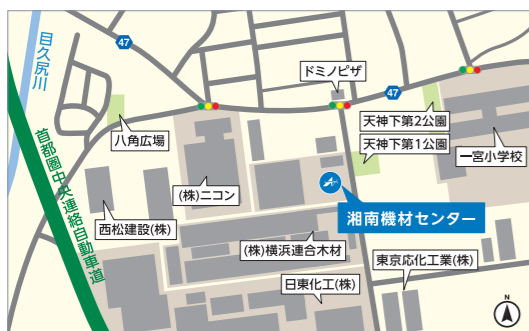 目久尻川
47
ドミノピザ
47
天神下第2公園
天神下第1公園
一宮小学校
八角広場
首都圏中央連絡自動車道
(株)ニコン
西松建設(株)
湘南機材センター
(株)横浜連合木材
東京応化工業(株)
日東化工(株)
N